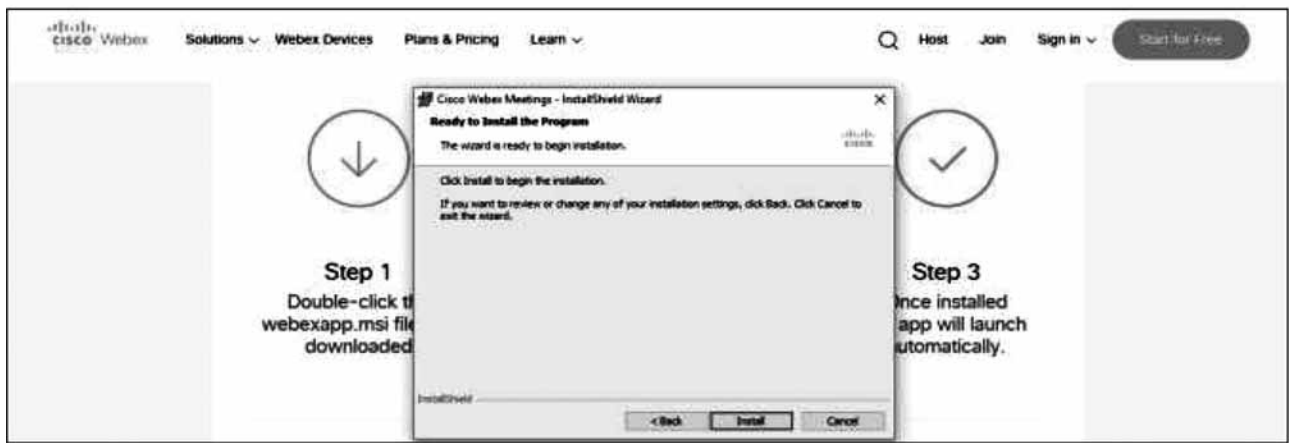 cisco Webex Solutions Webex Devices Plans & Pricing Learn Host Join Sign in Start for Free
Cisco Webex Meetings - InstallShield Wizard
Ready to Install the Program
The wizard is ready to begin installation.
CISCO
Click Install to begin the installation.
If you want to review or change any of your installation settings, click Back. Click Cancel to
exit the wizard.
Step 1
Double-click
webexapp.msi
downloaded
Step 3
Once installed
app will launch
automatically.
InstallShield
< Back Install Cancel